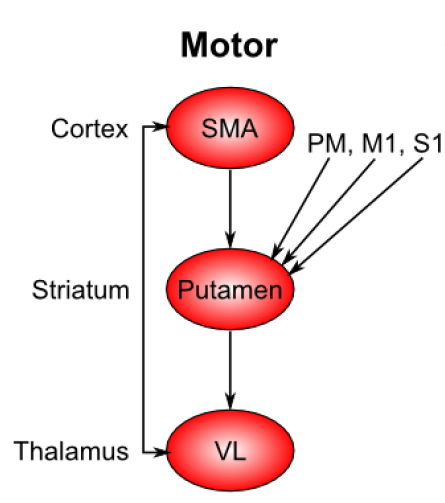 Motor
Cortex
SMA
PM, M1, S1
Striatum
Putamen
Thalamus
VL